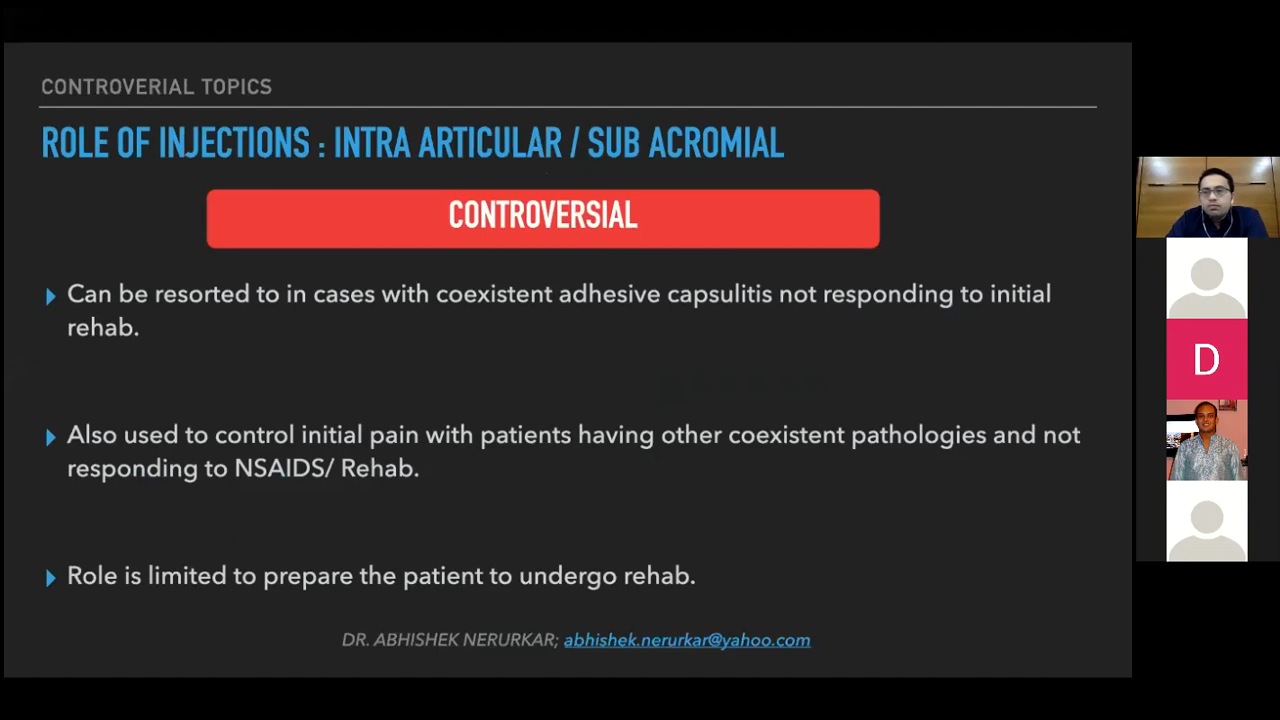 CONTROVERIAL TOPICS
ROLE OF INJECTIONS : INTRA ARTICULAR / SUB ACROMIAL
CONTROVERSIAL
Can be resorted to in cases with coexistent adhesive capsulitis not responding to initial
rehab.
Also used to control initial pain with patients having other coexistent pathologies and not
responding to NSAIDS/ Rehab.
Role is limited to prepare the patient to undergo rehab.
DR. ABHISHEK NERURKAR; abhishek.nerurkar@yahoo.com
D